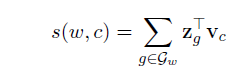 s(w, c) = ∑_{g∈𝒢_w} z_g^⊤ v_c